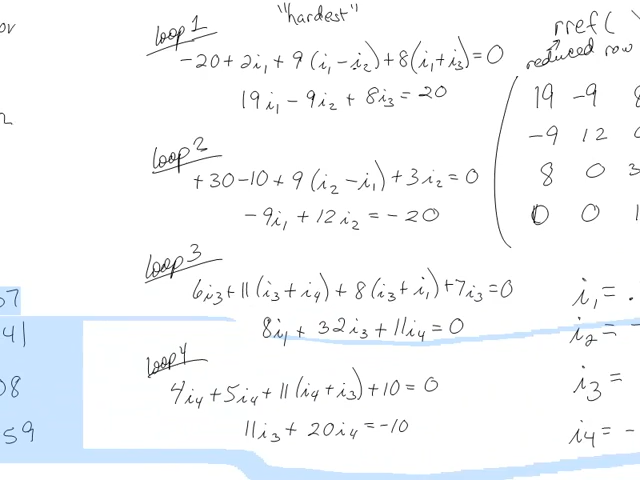 "hardest"
loop 1
-20 + 2i₁ + 9(i₁ - i₂) + 8(i₁ + i₃) = 0
19i₁ - 9i₂ + 8i₃ = 20
loop 2
+30 - 10 + 9(i₂ - i₁) + 3i₂ = 0
-9i₁ + 12i₂ = -20
loop 3
6i₃ + 11(i₃ + i₄) + 8(i₃ + i₁) + 7i₃ = 0
8i₁ + 32i₃ + 11i₄ = 0
loop 4
4i₄ + 5i₄ + 11(i₄ + i₃) + 10 = 0
11i₃ + 20i₄ = -10
rref(
reduced row
19 -9 8
-9 12
8 0 3
0 0 1
i₁ = .
i₂ = -
i₃ =
i₄ = -
41
08
59